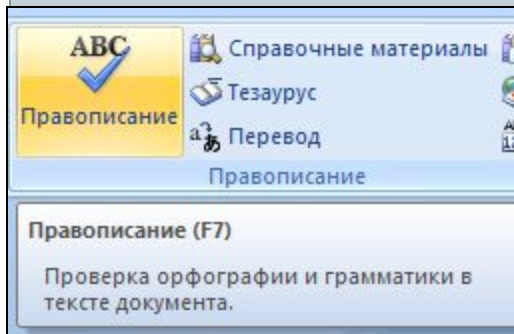 ABC
Правописание
Справочные материалы
Тезаурус
Перевод
Правописание
Правописание (F7)
Проверка орфографии и грамматики в
тексте документа.